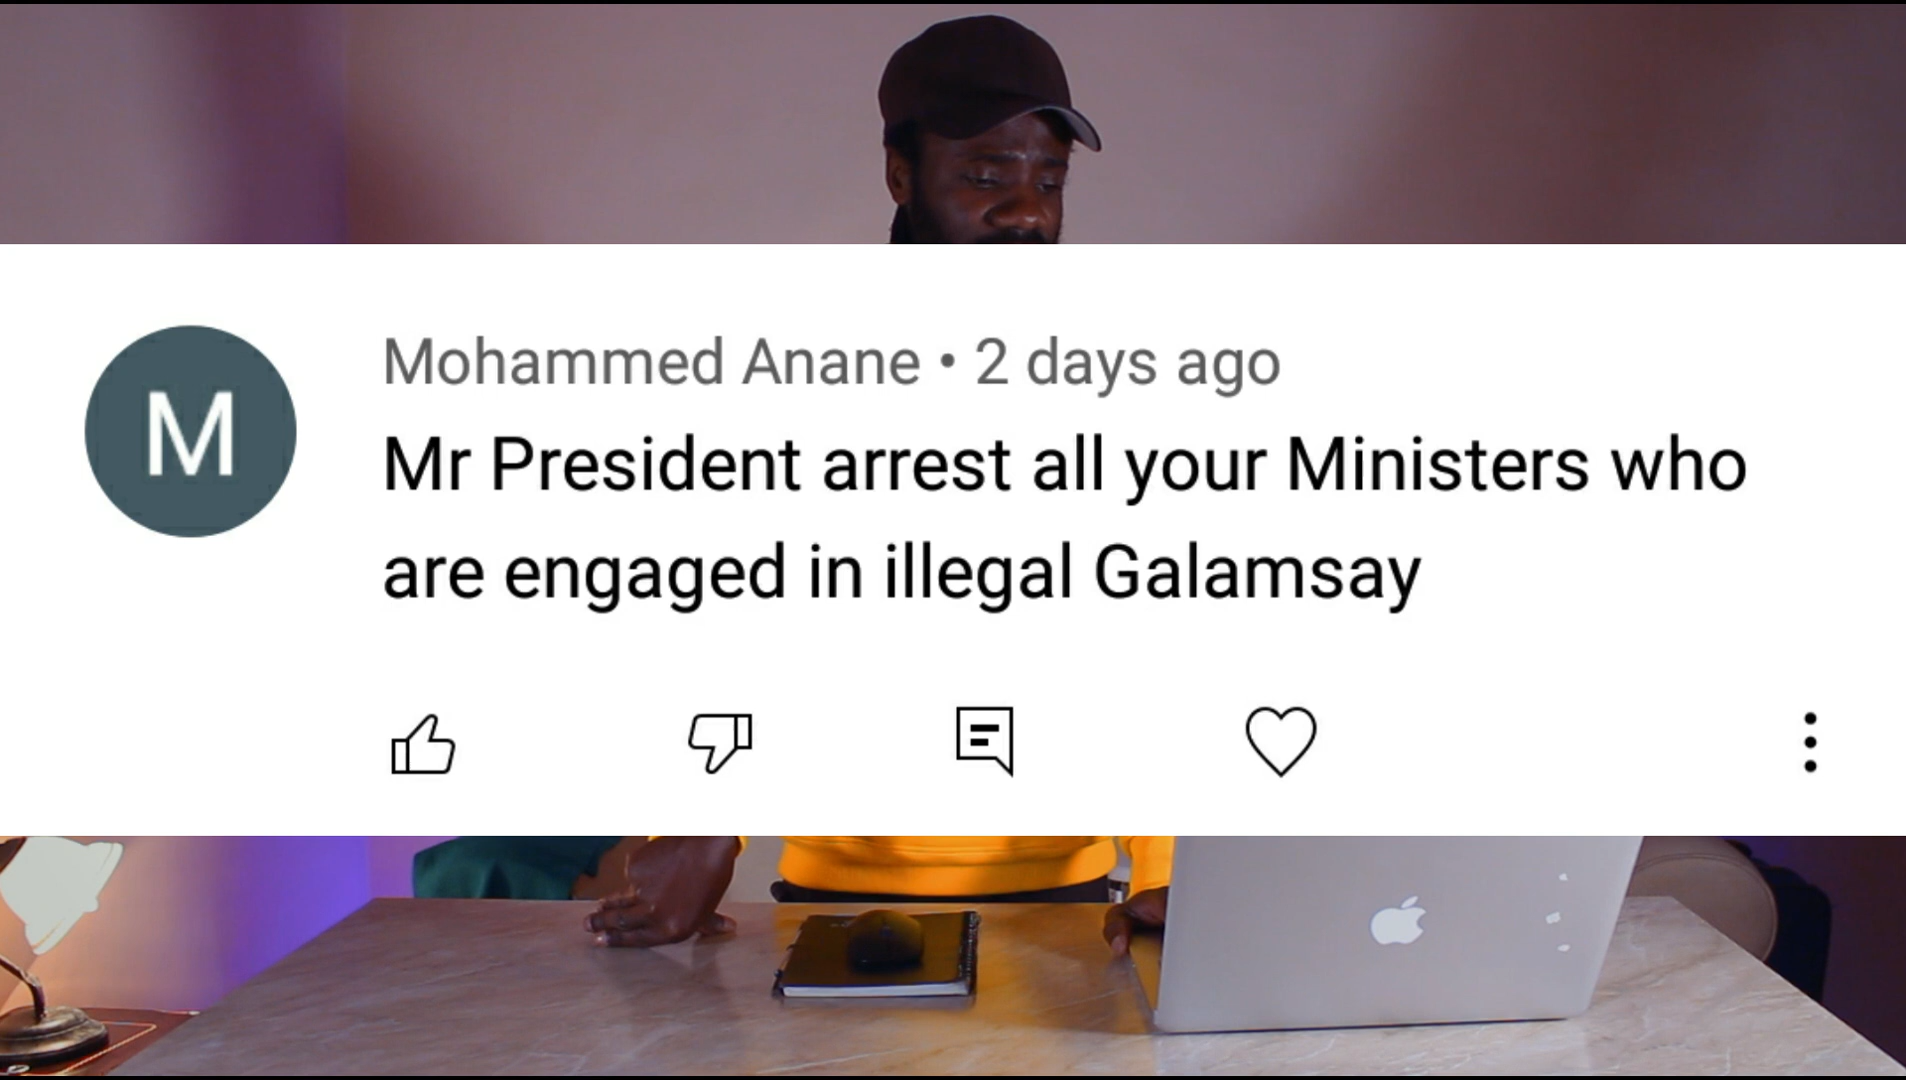 M
Mohammed Anane • 2 days ago
Mr President arrest all your Ministers who
are engaged in illegal Galamsay